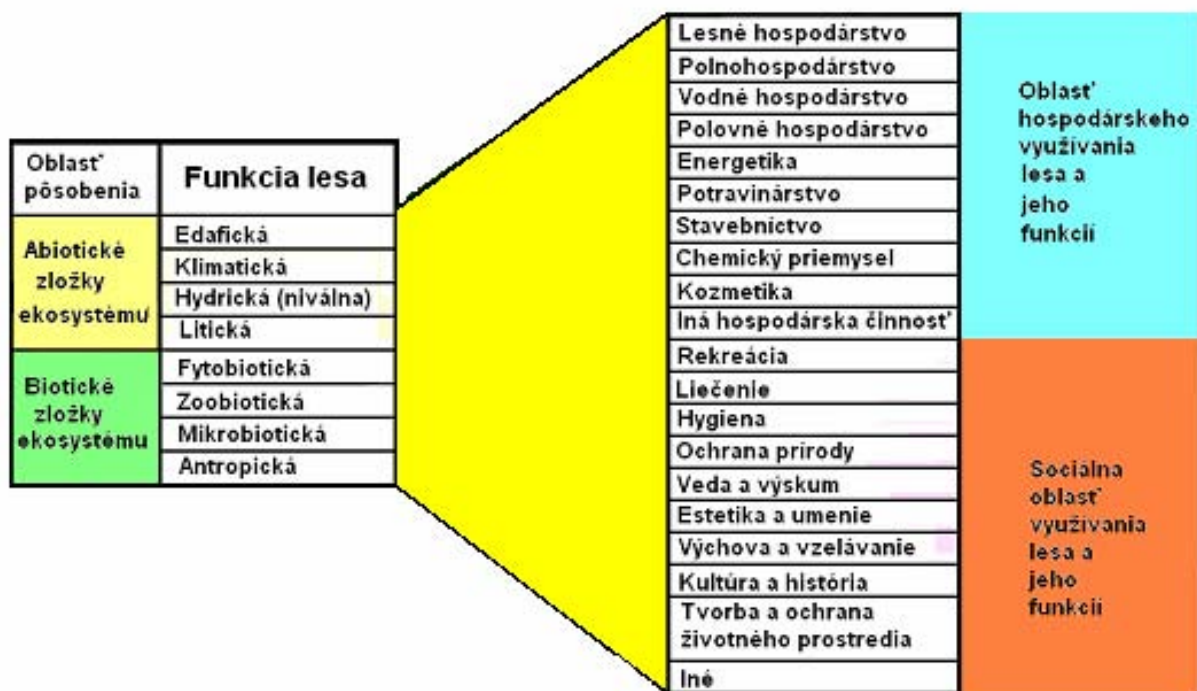 Oblasť
pôsobenia
Funkcia lesa
Abiotické
zložky
ekosystému
Edafická
Klimatická
Hydrická (niválna)
Litická
Biotické
zložky
ekosystému
Fytobiotická
Zoobiotická
Mikrobiotická
Antropická
Lesné hospodárstvo
Polnohospodárstvo
Vodné hospodárstvo
Polovné hospodárstvo
Energetika
Potravinárstvo
Stavebníctvo
Chemický priemysel
Kozmetika
Iná hospodárska činnosť
Rekreácia
Liečenie
Hygiena
Ochrana prírody
Veda a výskum
Estetika a umenie
Výchova a vzelávanie
Kultúra a história
Tvorba a ochrana
životného prostredia
Iné
Oblasť
hospodárskeho
využívania
lesa a
jeho
funkcií
Sociálna
oblasť
využívania
lesa a
jeho
funkcií